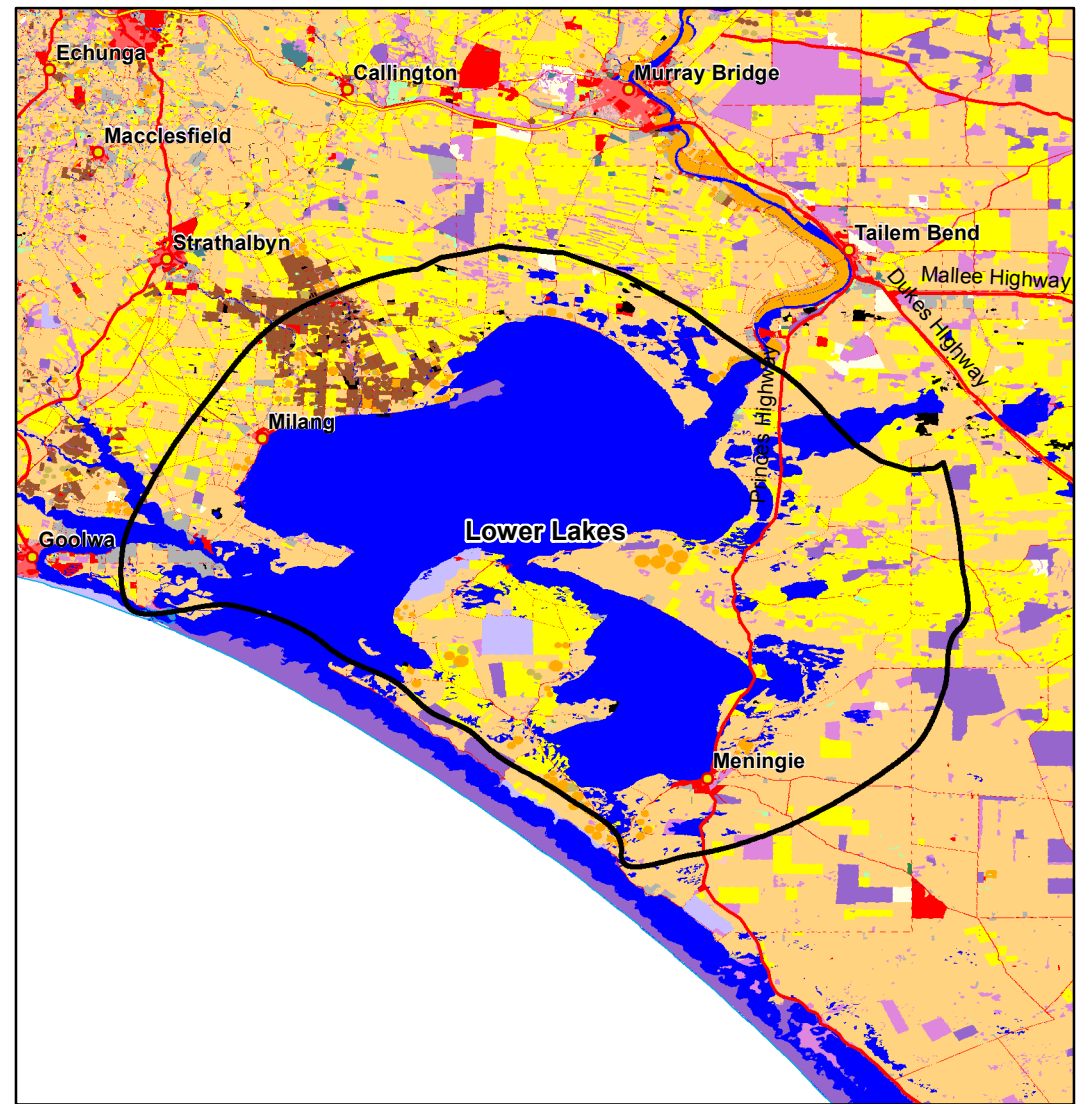 Echunga
Callington
Murray Bridge
Macclesfield
Strathalbyn
Tailem Bend
Mallee Highway
Dukes Highway
Princes Highway
Milang
Lower Lakes
Goolwa
Meningie